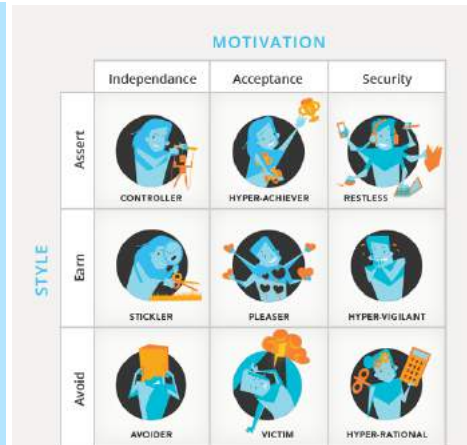 MOTIVATION
Independance Acceptance Security
STYLE
Assert
CONTROLLER HYPER-ACHIEVER RESTLESS
Earn
STICKLER PLEASER HYPER-VIGILANT
Avoid
AVOIDER VICTIM HYPER-RATIONAL